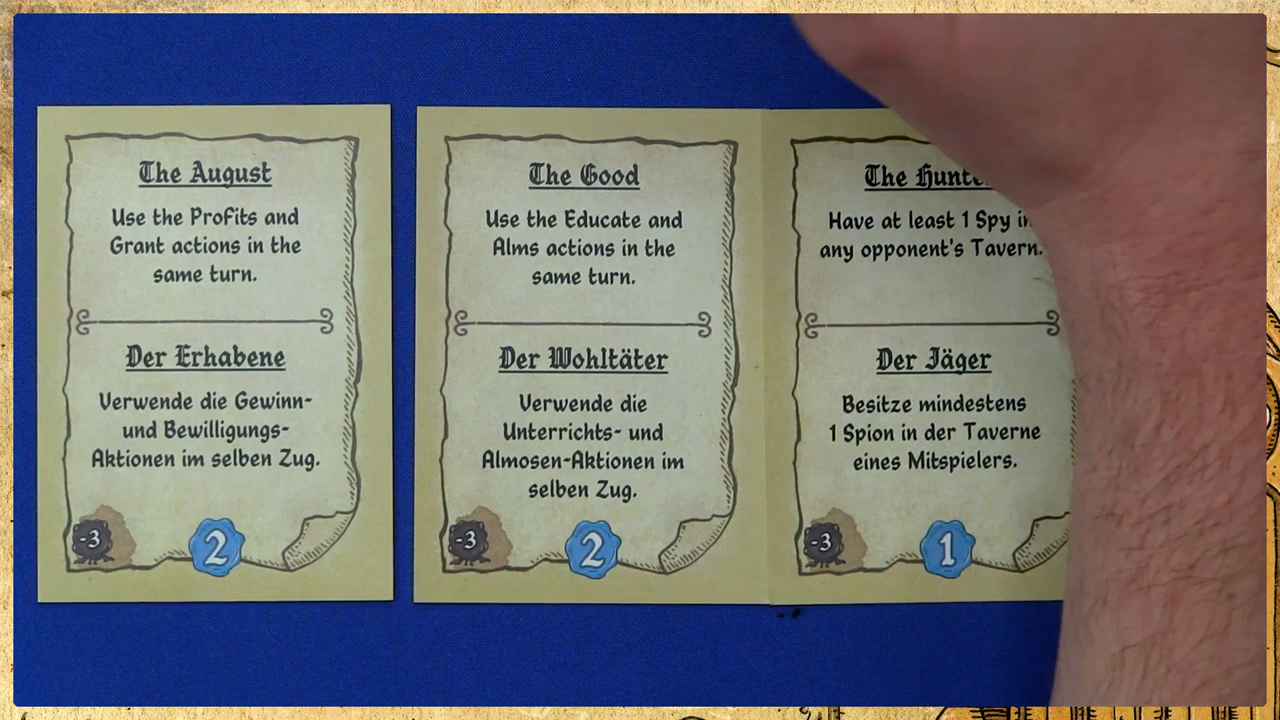 The August
Use the Profits and
Grant actions in the
same turn.
Der Erhabene
Verwende die Gewinn-
und Bewilligungs-
Aktionen im selben Zug.
-3
2
The Good
Use the Educate and
Alms actions in the
same turn.
Der Wohltäter
Verwende die
Unterrichts- und
Almosen-Aktionen im
selben Zug.
-3
2
The
Have at least 1 Spy in
any opponent's Tavern.
Der Jäger
Besitze mindestens
1 Spion in der Taverne
eines Mitspielers.
-3
1